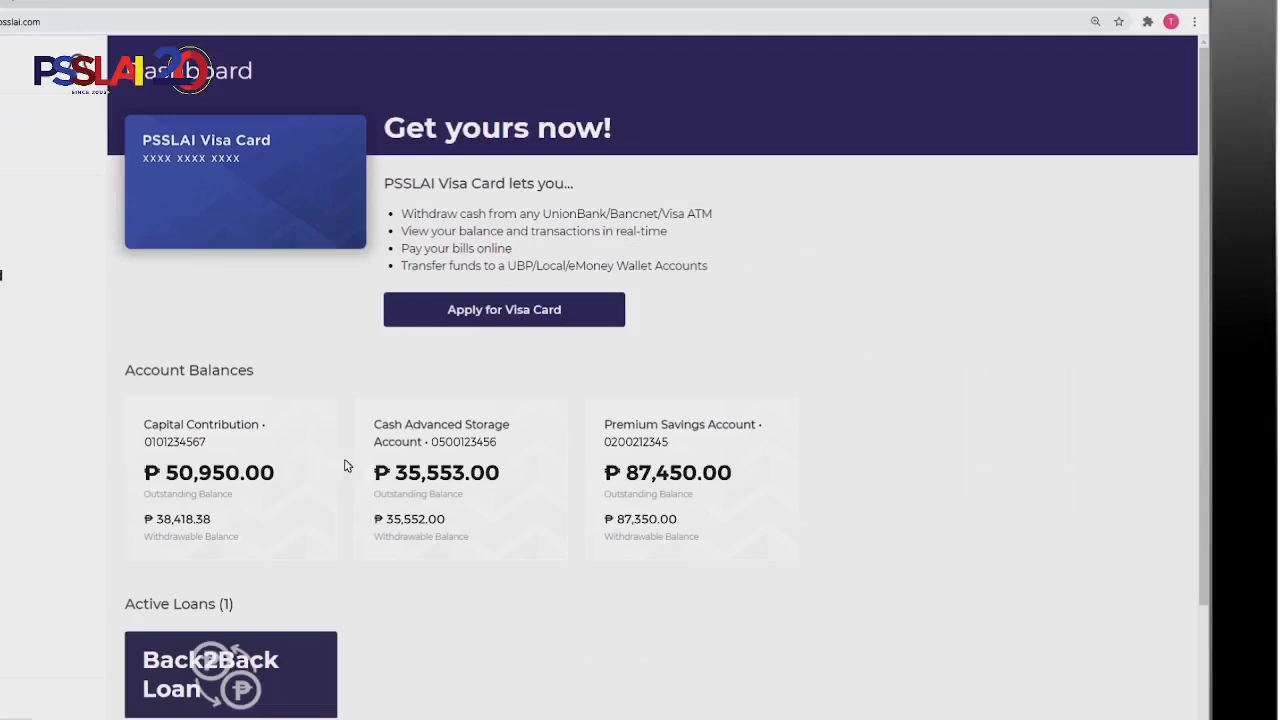 psslai.com
T
PSSLAI 20
SINCE 2002
Dashboard
PSSLAI Visa Card
XXXX XXXX XXXX
Get yours now!
PSSLAI Visa Card lets you...
• Withdraw cash from any UnionBank/Bancnet/Visa ATM
• View your balance and transactions in real-time
• Pay your bills online
• Transfer funds to a UBP/Local/eMoney Wallet Accounts
Apply for Visa Card
Account Balances
Capital Contribution •
0101234567
₱ 50,950.00
Outstanding Balance
₱ 38,418.38
Withdrawable Balance
Cash Advanced Storage
Account • 0500123456
₱ 35,553.00
Outstanding Balance
₱ 35,552.00
Withdrawable Balance
Premium Savings Account •
0200212345
₱ 87,450.00
Outstanding Balance
₱ 87,350.00
Withdrawable Balance
Active Loans (1)
Back2Back
Loan
₱